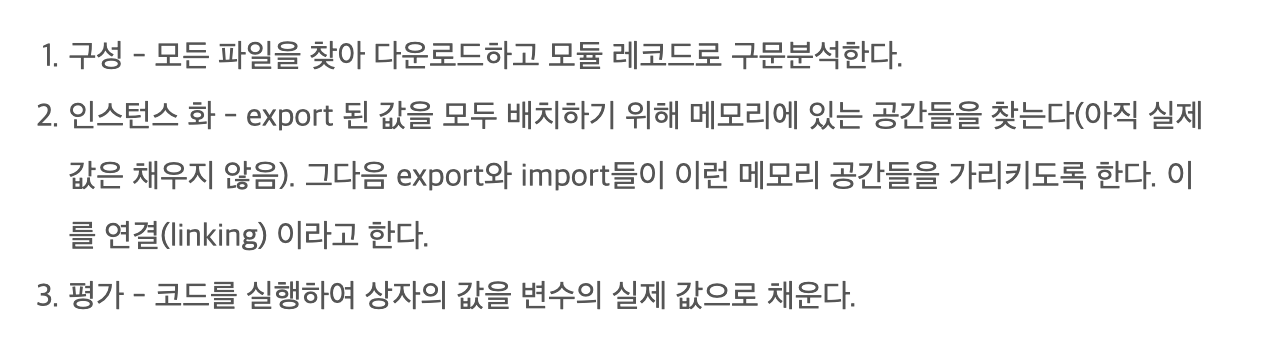 1. 구성 - 모든 파일을 찾아 다운로드하고 모듈 레코드로 구문분석한다.
2. 인스턴스 화 - export 된 값을 모두 배치하기 위해 메모리에 있는 공간들을 찾는다(아직 실제
값은 채우지 않음). 그다음 export와 import들이 이런 메모리 공간들을 가리키도록 한다. 이
를 연결(linking) 이라고 한다.
3. 평가 - 코드를 실행하여 상자의 값을 변수의 실제 값으로 채운다.